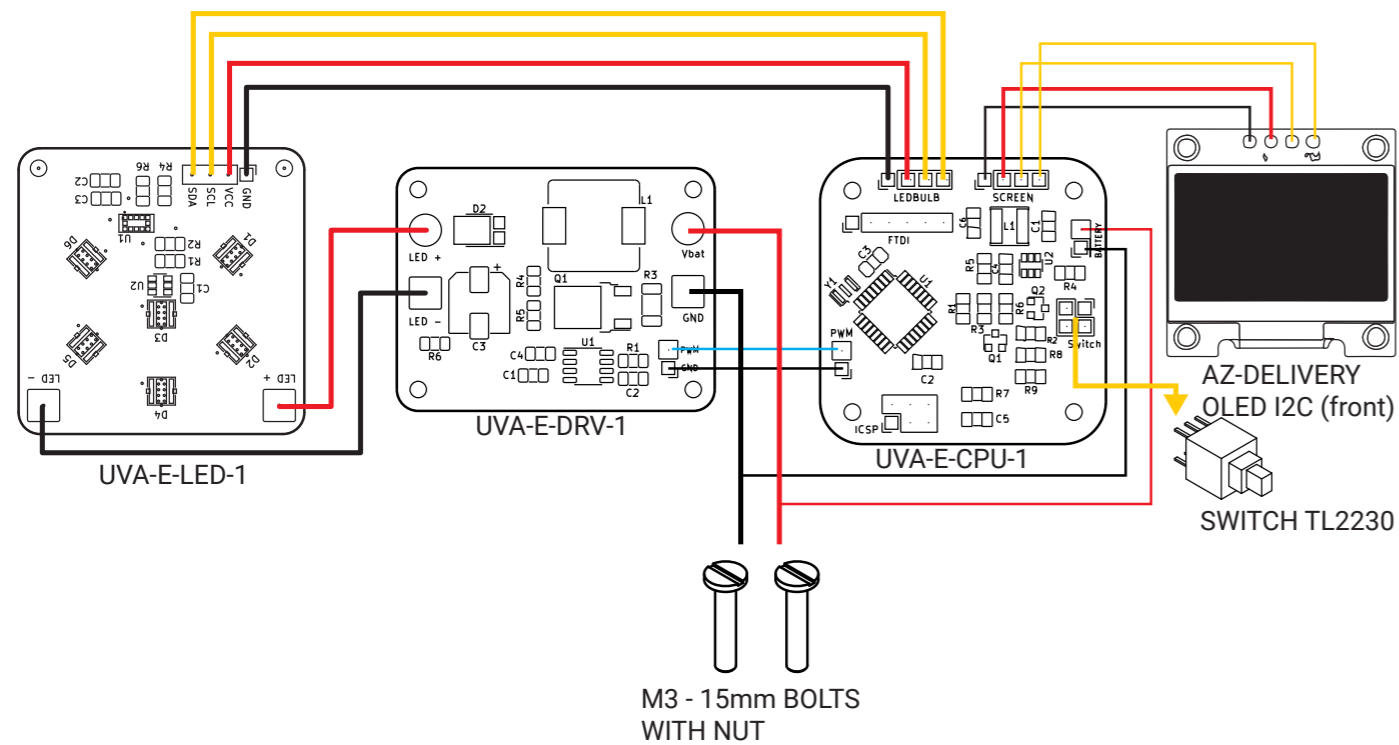 R6
R4
C2
C3
SDA
SCL
VCC
GND
U1
R2
R1
D6
D1
U2
C1
D3
D5
D2
D4
- LED
LED +
UVA-E-LED-1
D2
L1
LED +
Vbat
+
R4
Q1
R3
LED -
R5
GND
R6
C3
U1
PWM
C4
R1
GND
C1
C2
UVA-E-DRV-1
LEDBULB
SCREEN
FTDI
C6
L1
C1
BATTERY
C3
R5
C4
U2
R4
Y1
U1
Q2
R1
R3
R6
PWM
Q1
R2
Switch
R8
C2
R9
R7
ICSP
C5
UVA-E-CPU-1
AZ-DELIVERY
OLED I2C (front)
SWITCH TL2230
M3 - 15mm BOLTS
WITH NUT